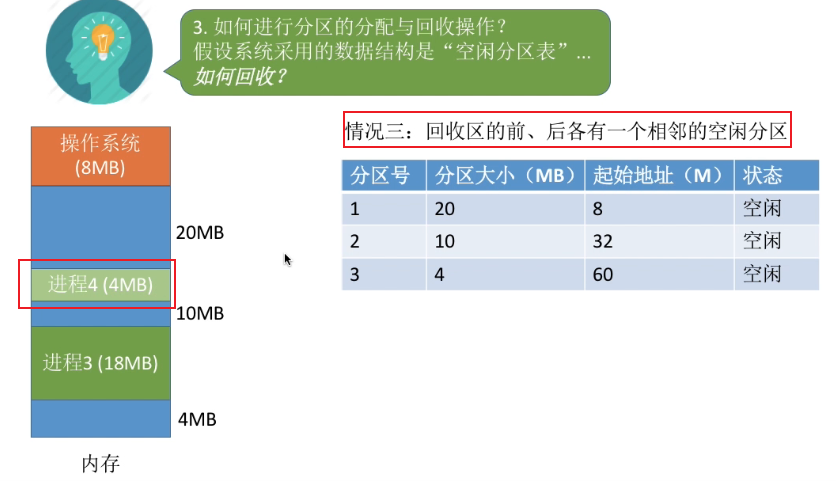 3. 如何进行分区的分配与回收操作？
假设系统采用的数据结构是“空闲分区表”...
如何回收？
操作系统
(8MB)
20MB
进程4 (4MB)
10MB
进程3 (18MB)
4MB
内存
情况三：回收区的前、后各有一个相邻的空闲分区
分区号 分区大小（MB） 起始地址（M） 状态
1 20 8 空闲
2 10 32 空闲
3 4 60 空闲